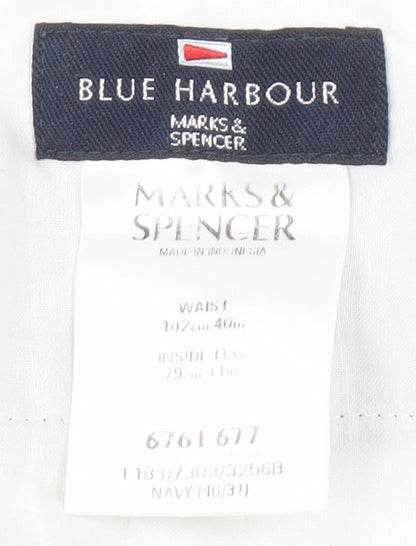 BLUE HARBOUR
MARKS &
SPENCER
MARKS &
SPENCER
MADE IN INDONESIA
WAIST
102cm 40in
INSIDE LEG
79cm 31in
6761 677
T18 07303/3256B
NAVY (40/31)